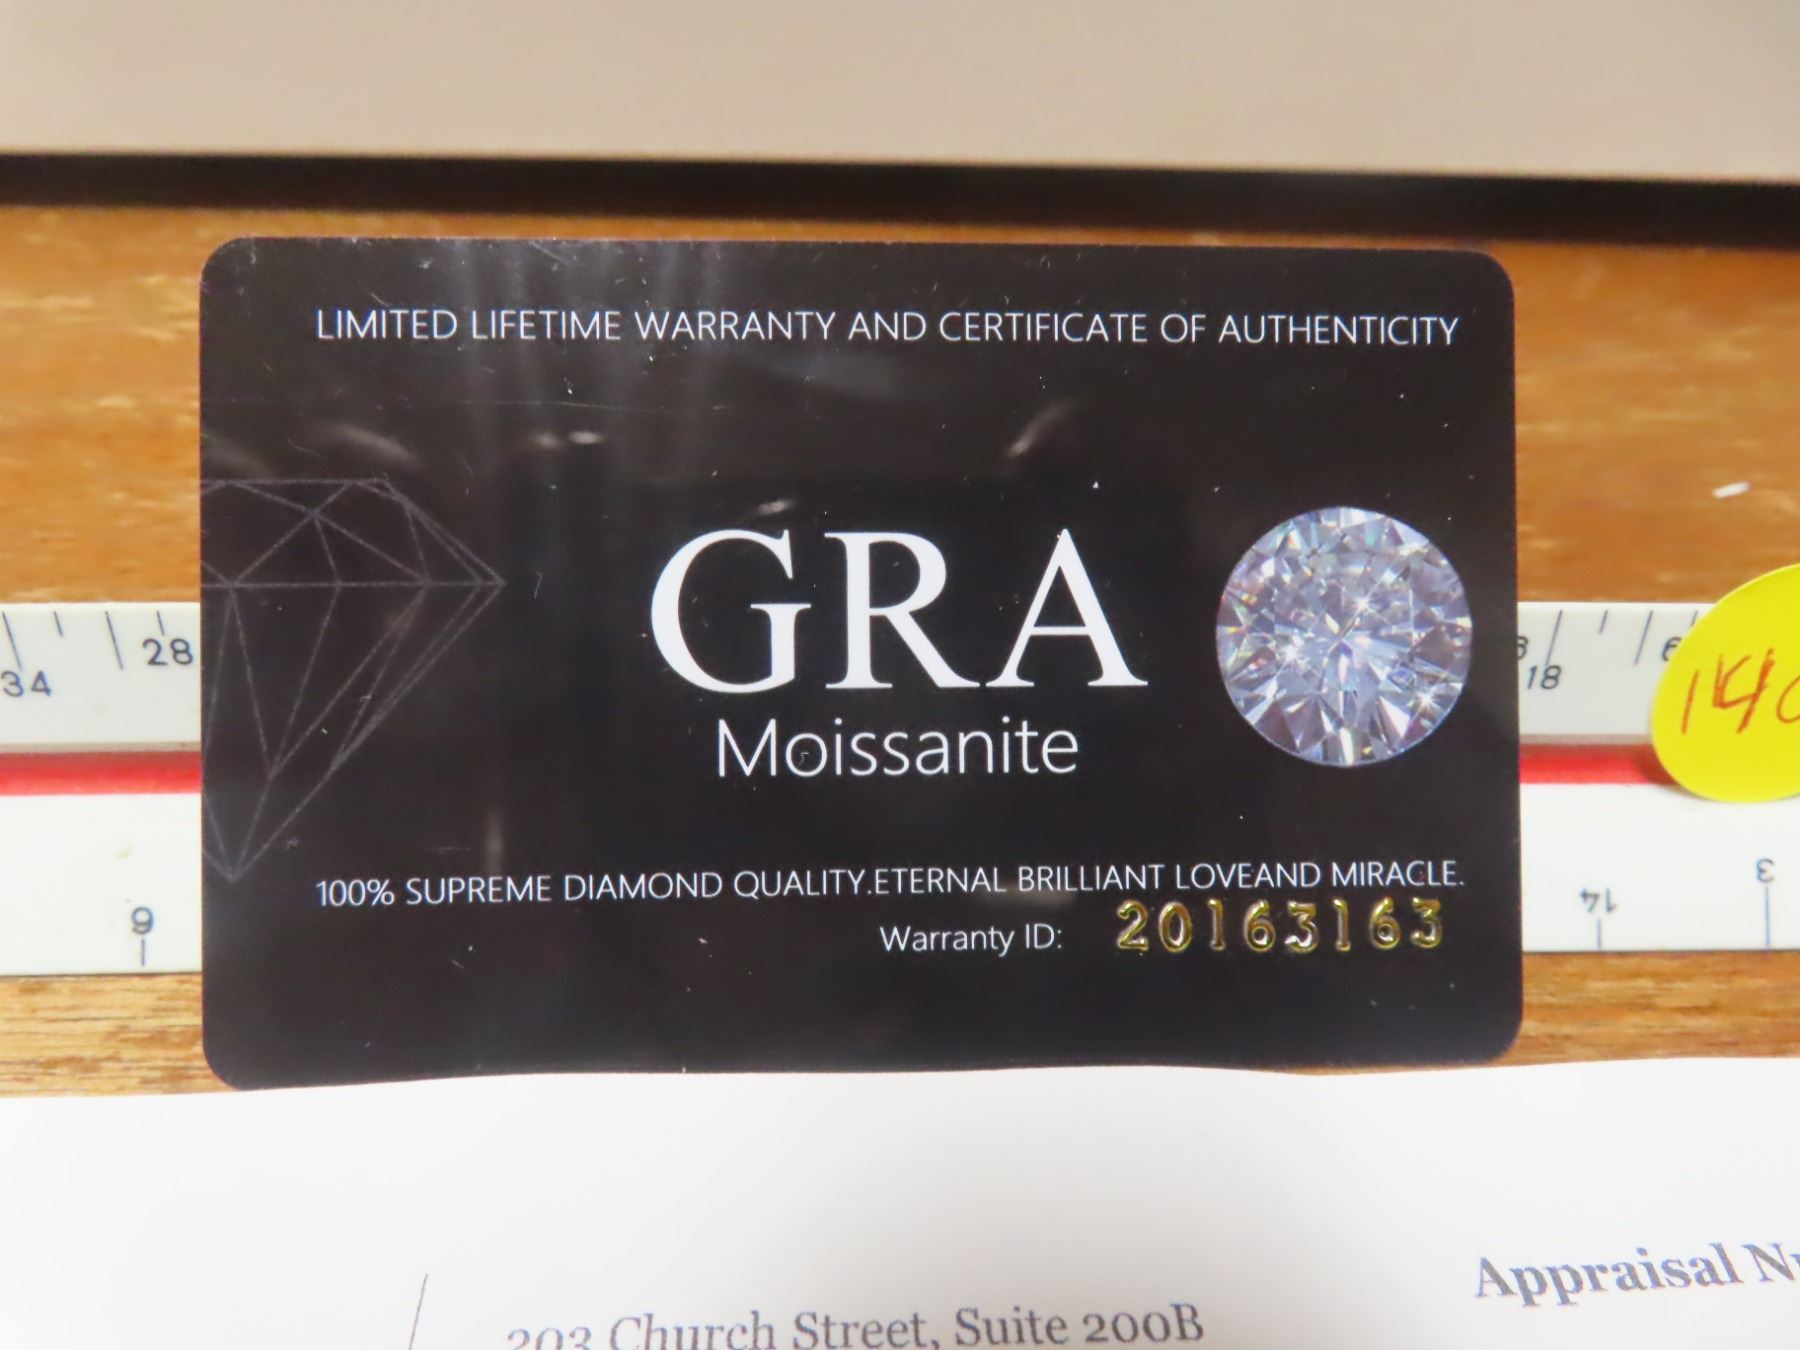 LIMITED LIFETIME WARRANTY AND CERTIFICATE OF AUTHENTICITY
GRA
Moissanite
28
34
18
140
100% SUPREME DIAMOND QUALITY.ETERNAL BRILLIANT LOVEAND MIRACLE.
Warranty ID: 20163163
14
3
Appraisal
203 Church Street, Suite 200B